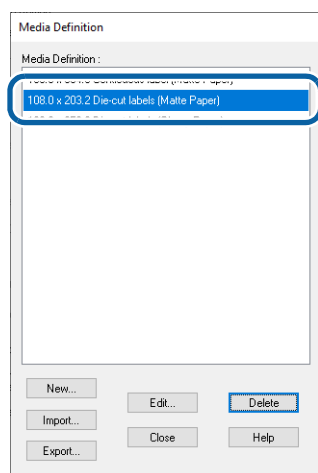 Media Definition
Media Definition :
108.0 x 203.2 Die-cut labels (Matte Paper)
New...
Edit...
Delete
Import...
Close
Help
Export...